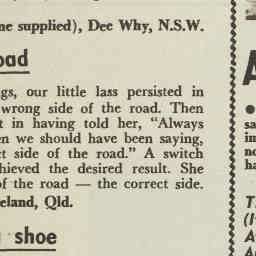 ne supplied), Dee Why, N.S.W.
oad
gs, our little lass persisted in
wrong side of the road. Then
t in having told her, "Always
en we should have been saying,
ct side of the road." A switch
hieved the desired result. She
of the road — the correct side.
eland, Qld.
shoe
A
sa
in
no
ha
T
(I
A
A